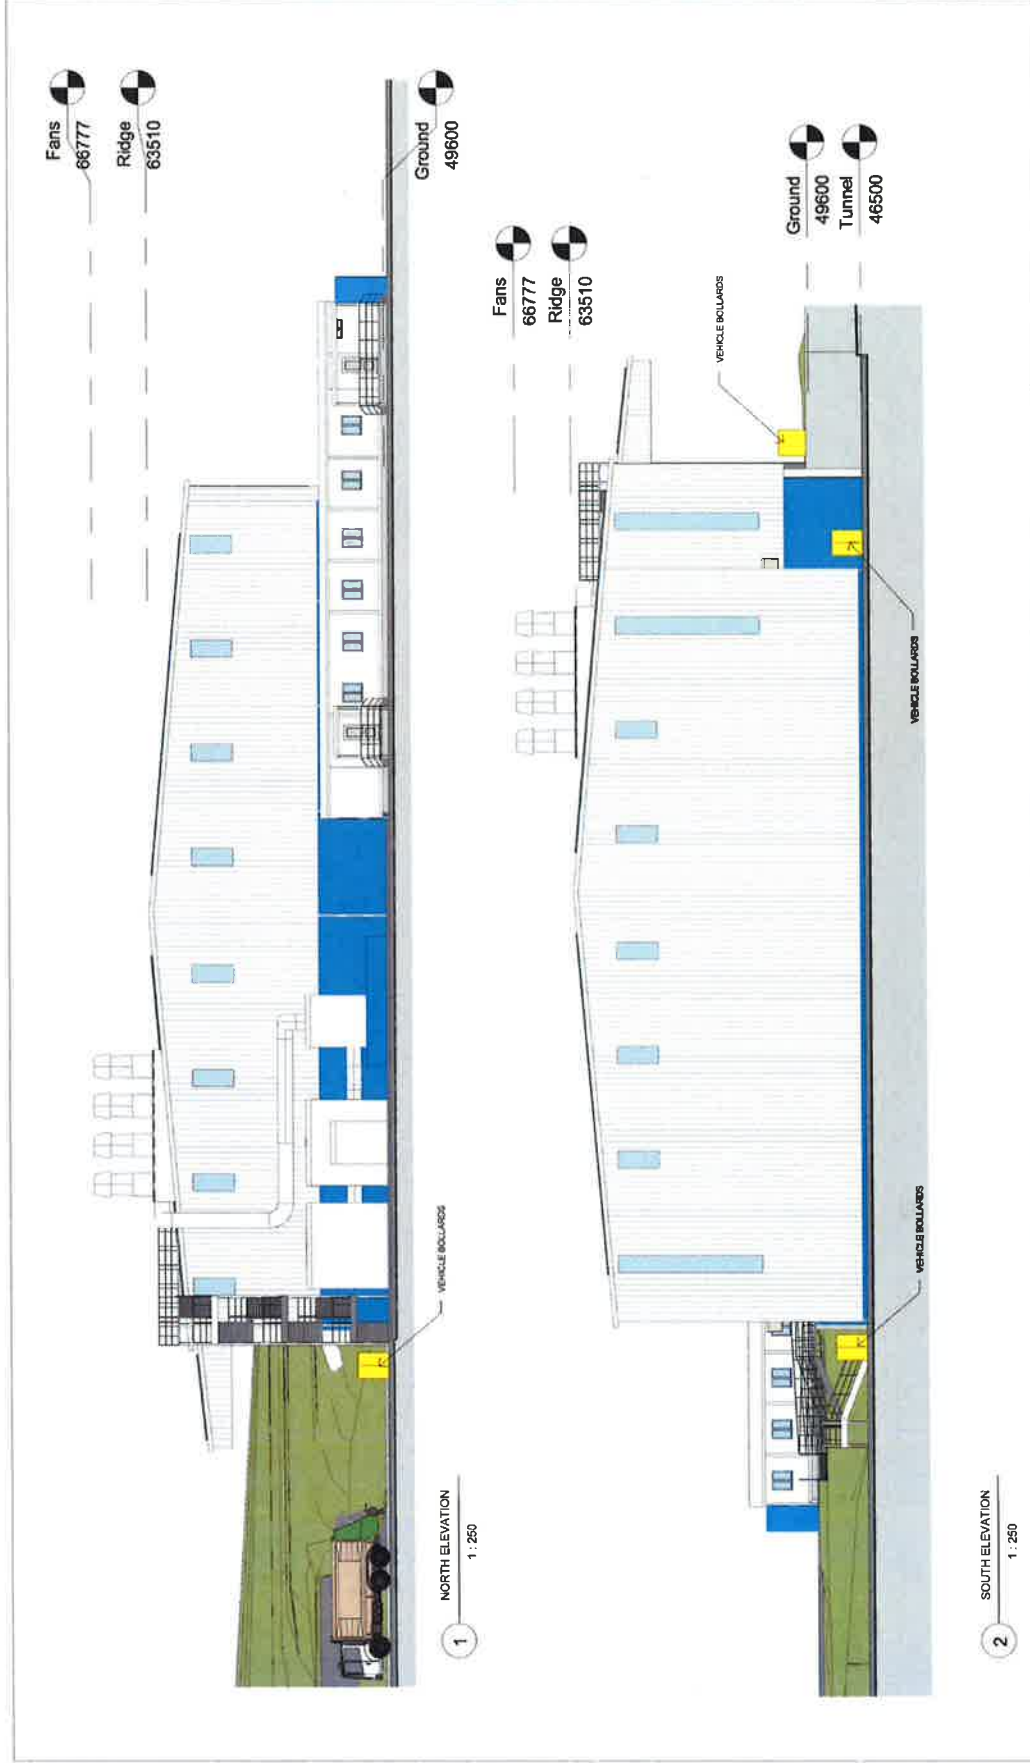 Fans
66777
Ridge
63510
Ground
49600
VEHICLE BOLLARDS
1
NORTH ELEVATION
1 : 250
Fans
66777
Ridge
63510
VEHICLE BOLLARDS
Ground
49600
Tunnel
46500
VEHICLE BOLLARDS
VEHICLE BOLLARDS
2
SOUTH ELEVATION
1 : 250